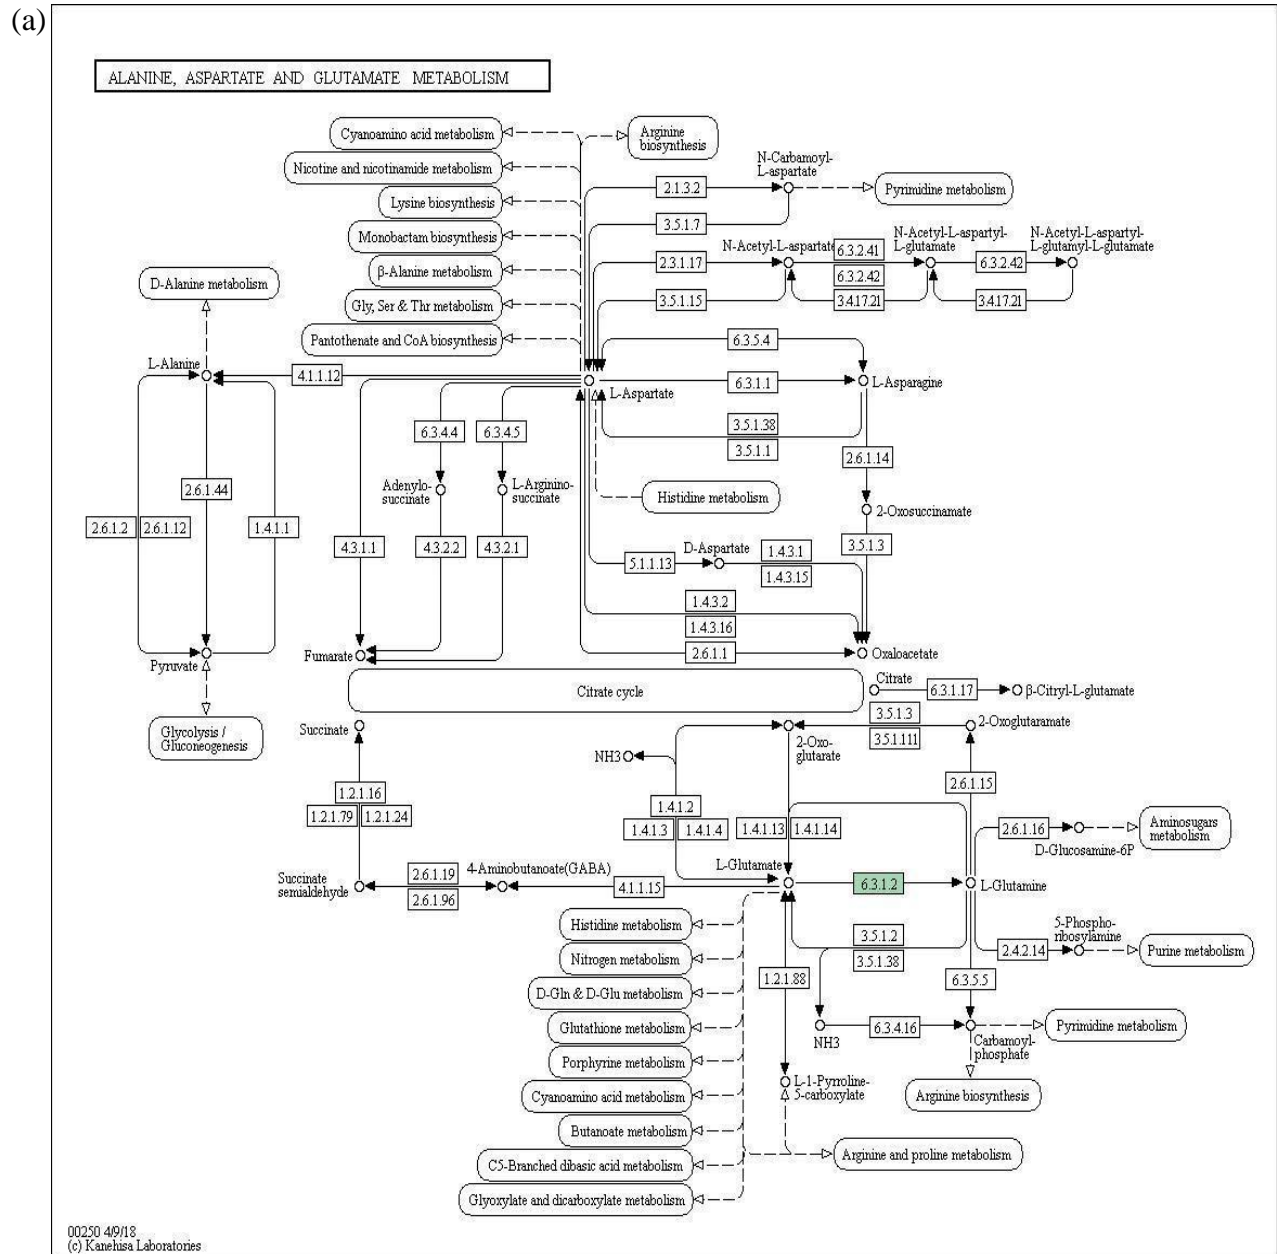 (a)
ALANINE, ASPARTATE AND GLUTAMATE METABOLISM
Cyanoamino acid metabolism
Arginine
biosynthesis
Nicotine and nicotinamide metabolism
N-Carbamoyl-
L-aspartate
2.1.3.2
Pyrimidine metabolism
Lysine biosynthesis
3.5.1.7
Monobactam biosynthesis
N-Acetyl-L-aspartate
6.3.2.41
N-Acetyl-L-aspartyl-
L-glutamate
N-Acetyl-L-aspartyl-
L-glutamyl-L-glutamate
β-Alanine metabolism
2.3.1.17
6.3.2.42
6.3.2.42
D-Alanine metabolism
Gly, Ser & Thr metabolism
3.5.1.15
3.4.17.21
3.4.17.21
Pantothenate and CoA biosynthesis
6.3.5.4
L-Alanine
4.1.1.12
L-Aspartate
6.3.1.1
L-Asparagine
6.3.4.4
6.3.4.5
3.5.1.38
3.5.1.1
2.6.1.14
2.6.1.44
Adenylo-
succinate
L-Arginino-
succinate
Histidine metabolism
2-Oxosuccinamate
2.6.1.2
2.6.1.12
1.4.1.1
4.3.1.1
4.3.2.2
4.3.2.1
D-Aspartate
5.1.1.13
1.4.3.1
1.4.3.15
3.5.1.3
1.4.3.2
1.4.3.16
2.6.1.1
Pyruvate
Fumarate
Oxaloacetate
Citrate cycle
Citrate
6.3.1.17
β-Citryl-L-glutamate
Glycolysis /
Gluconeogenesis
Succinate
NH3
2-Oxo-
glutarate
3.5.1.3
3.5.1.111
2-Oxoglutaramate
1.2.1.16
1.2.1.79
1.2.1.24
1.4.1.2
1.4.1.3
1.4.1.4
1.4.1.13
1.4.1.14
2.6.1.15
2.6.1.16
D-Glucosamine-6P
Aminosugars
metabolism
Succinate
semialdehyde
2.6.1.19
2.6.1.96
4-Aminobutanoate(GABA)
4.1.1.15
L-Glutamate
6.3.1.2
L-Glutamine
Histidine metabolism
3.5.1.2
3.5.1.38
5-Phospho-
ribosylamine
2.4.2.14
Purine metabolism
Nitrogen metabolism
1.2.1.88
6.3.5.5
D-Gln & D-Glu metabolism
Glutathione metabolism
NH3
6.3.4.16
Carbamoyl-
phosphate
Pyrimidine metabolism
Porphyrine metabolism
Cyanoamino acid metabolism
L-1-Pyrroline-
5-carboxylate
Arginine biosynthesis
Butanoate metabolism
C5-Branched dibasic acid metabolism
Arginine and proline metabolism
Glyoxylate and dicarboxylate metabolism
00250 4/9/18
(c) Kanehisa Laboratories